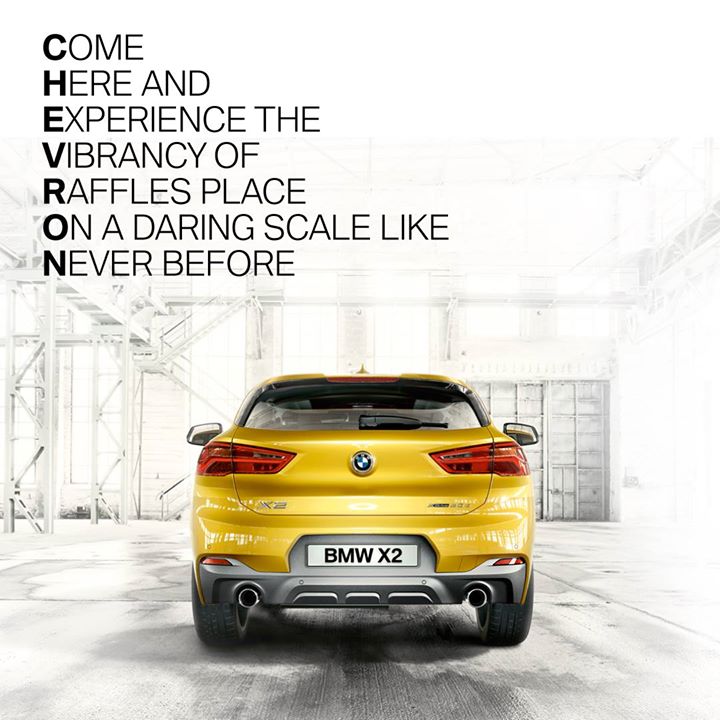 COME
HERE AND
EXPERIENCE THE
VIBRANCY OF
RAFFLES PLACE
ON A DARING SCALE LIKE
NEVER BEFORE
X2
BMW X2